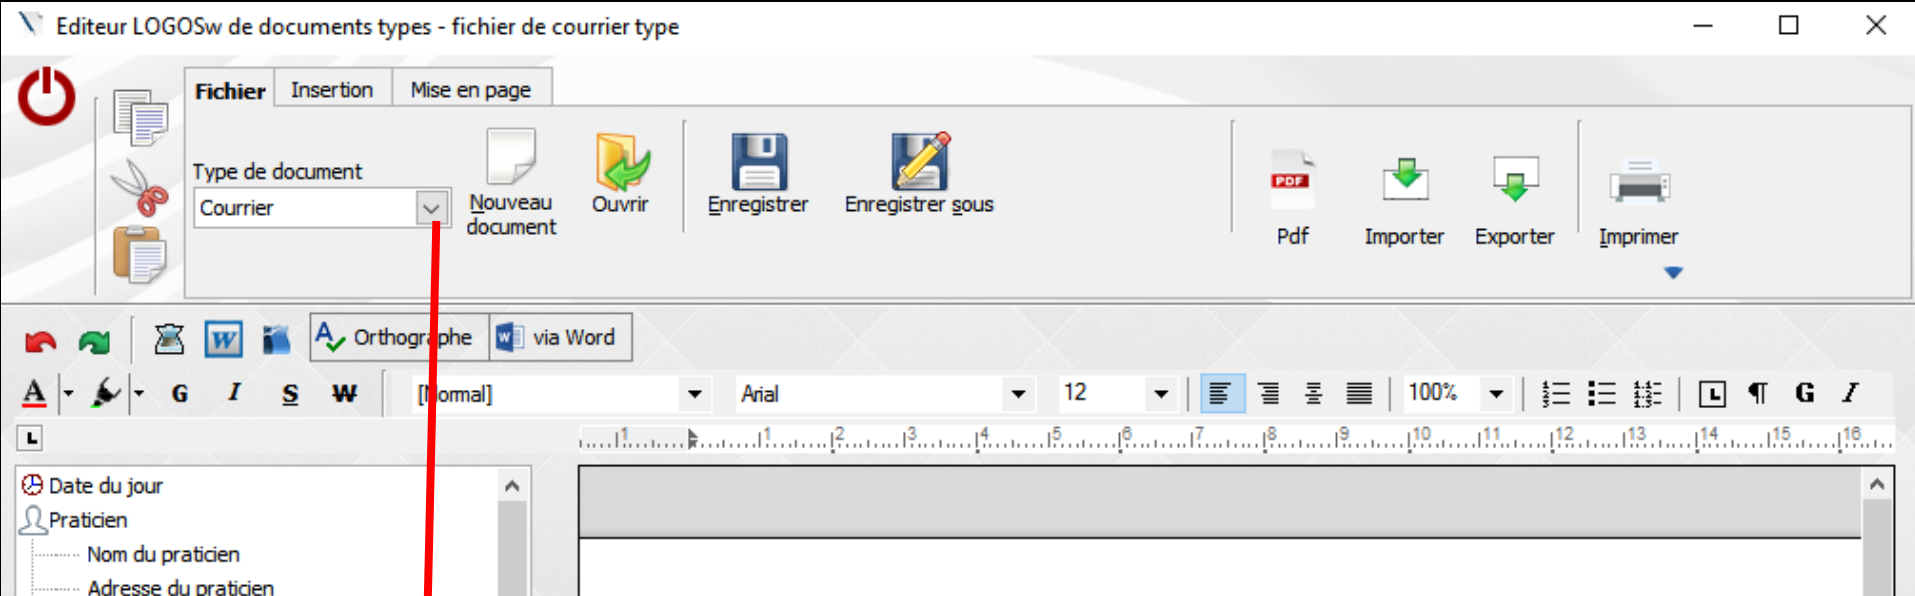 Editeur LOGOSw de documents types - fichier de courrier type
Fichier Insertion Mise en page
Type de document
Courrier
Nouveau document
Ouvrir
Enregistrer
Enregistrer sous
PDF
Pdf
Importer
Exporter
Imprimer
W
A Orthographe
W via Word
A G I S W [Normal] Arial 12 100% G I
L
1 1 2 3 4 5 6 7 8 9 10 11 12 13 14 15 16
Date du jour
Praticien
Nom du praticien
Adresse du praticien